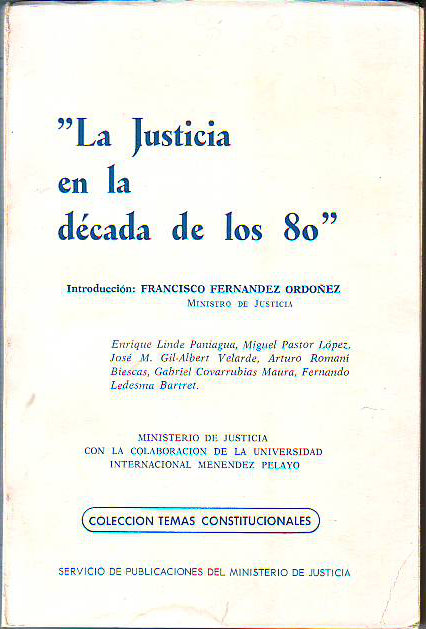 ”La Justicia
en la
década de los 80”
Introducción: FRANCISCO FERNANDEZ ORDOÑEZ
MINISTRO DE JUSTICIA
Enrique Linde Paniagua, Miguel Pastor López,
José M. Gil-Albert Velarde, Arturo Romaní
Biescas, Gabriel Covarrubias Maura, Fernando
Ledesma Bartret.
MINISTERIO DE JUSTICIA
CON LA COLABORACION DE LA UNIVERSIDAD
INTERNACIONAL MENENDEZ PELAYO
COLECCION TEMAS CONSTITUCIONALES
SERVICIO DE PUBLICACIONES DEL MINISTERIO DE JUSTICIA